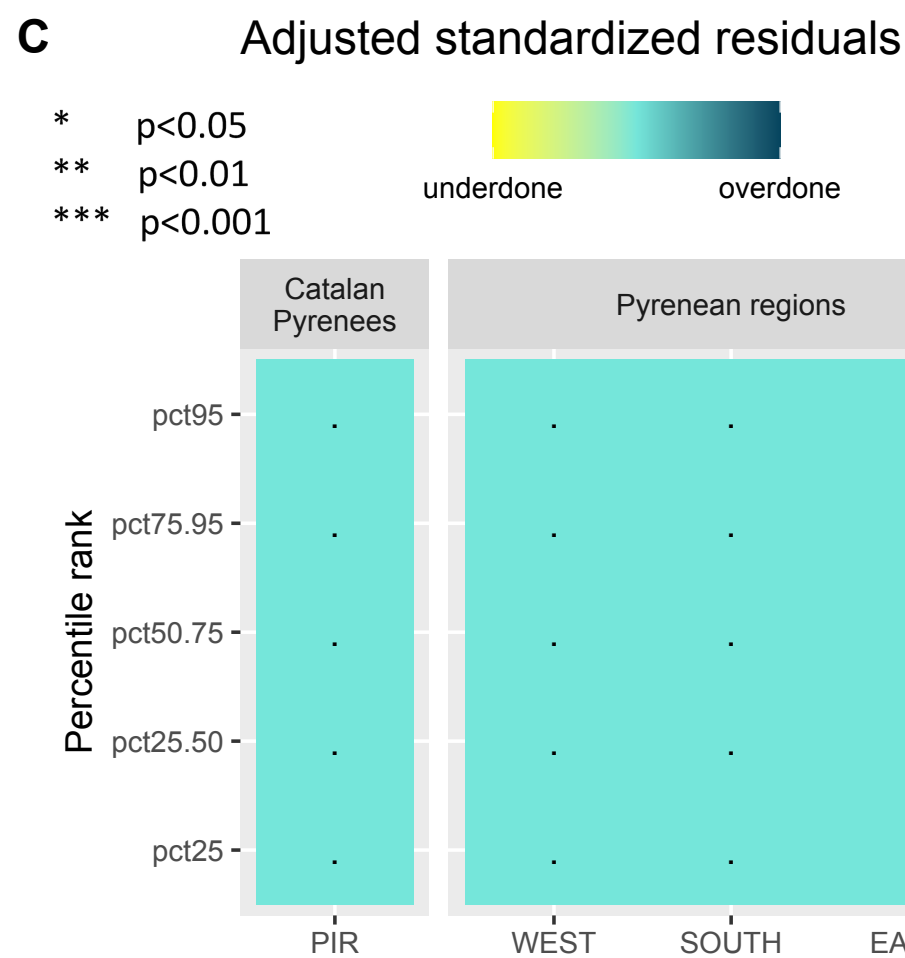 C
Adjusted standardized residuals
* p<0.05
** p<0.01
*** p<0.001
underdone
overdone
Catalan
Pyrenees
Pyrenean regions
Percentile rank
pct95
pct75.95
pct50.75
pct25.50
pct25
PIR
WEST
SOUTH
EA